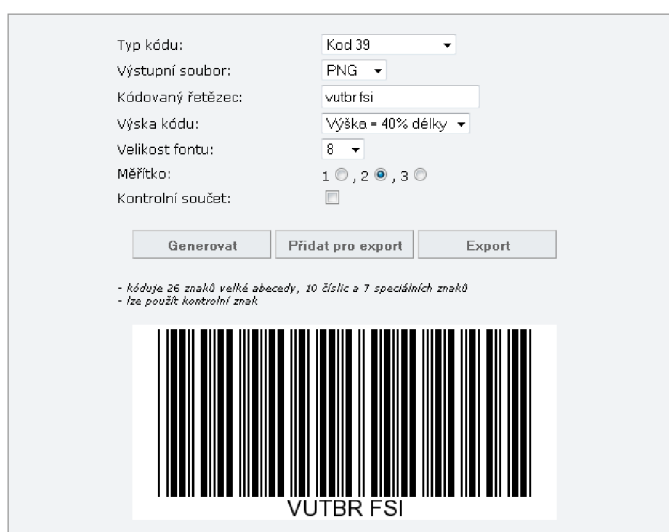 Typ kódu: Kod 39
Výstupní soubor: PNG
Kódovaný řetězec: vutbr fsi
Výska kódu: Výška = 40% délky
Velikost fontu: 8
Měřítko: 1 , 2 , 3
Kontrolní součet:
Generovat Přidat pro export Export
- kóduje 26 znaků velké abecedy, 10 číslic a 7 speciálních znaků
- lze použít kontrolní znak
VUTBR FSI